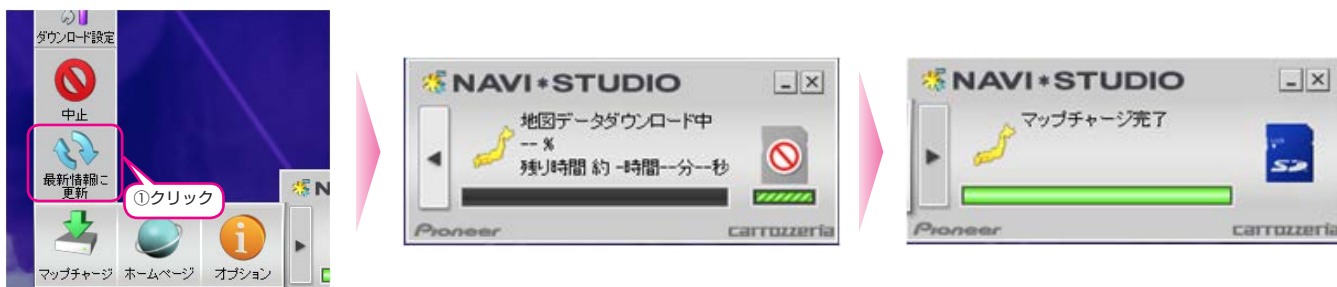 ダウンロード設定
中止
最新情報に
更新
①クリック
マップチャージ
ホームページ
オプション
NAVI*STUDIO
地図データダウンロード中
-- %
残り時間 約 -時間--分--秒
Pioneer
carrozzeria
NAVI*STUDIO
マップチャージ完了
SD
Pioneer
carrozzeria